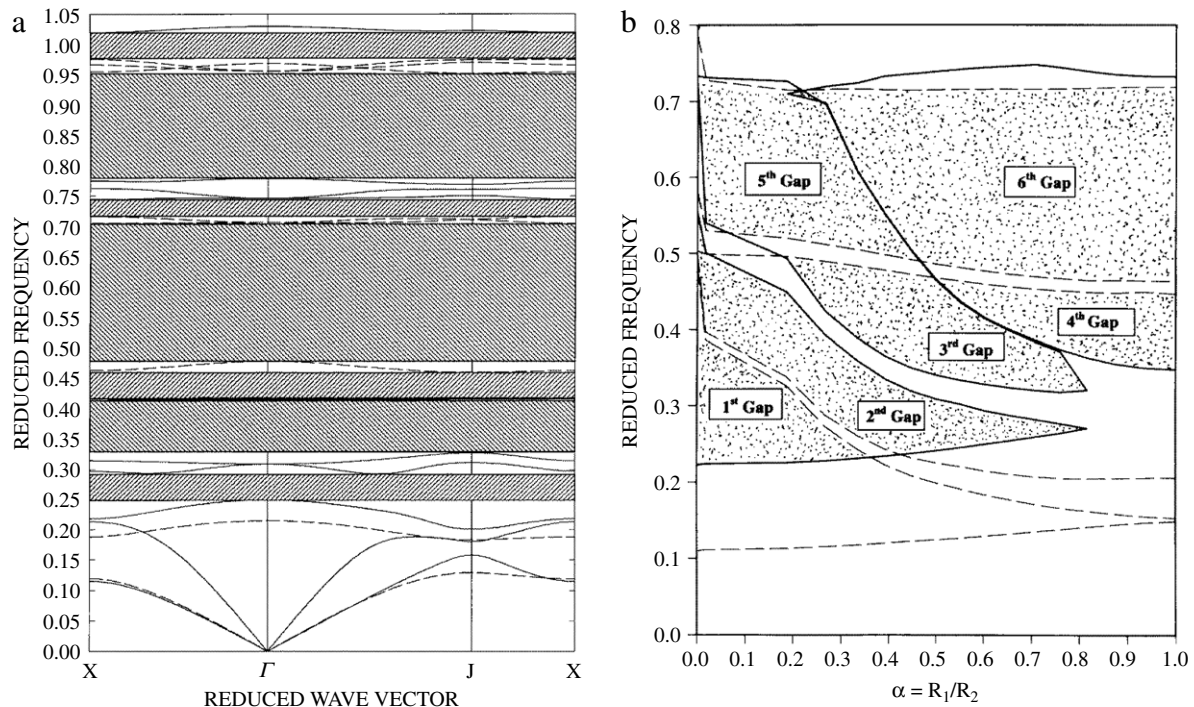 a
REDUCED FREQUENCY
1.05
1.00
0.95
0.90
0.85
0.80
0.75
0.70
0.65
0.60
0.55
0.50
0.45
0.40
0.35
0.30
0.25
0.20
0.15
0.10
0.05
0.00
X Γ J X
REDUCED WAVE VECTOR
b
REDUCED FREQUENCY
0.8
0.7
0.6
0.5
0.4
0.3
0.2
0.1
0.0
5th Gap
6th Gap
4th Gap
3rd Gap
1st Gap
2nd Gap
0.0 0.1 0.2 0.3 0.4 0.5 0.6 0.7 0.8 0.9 1.0
α = R1/R2